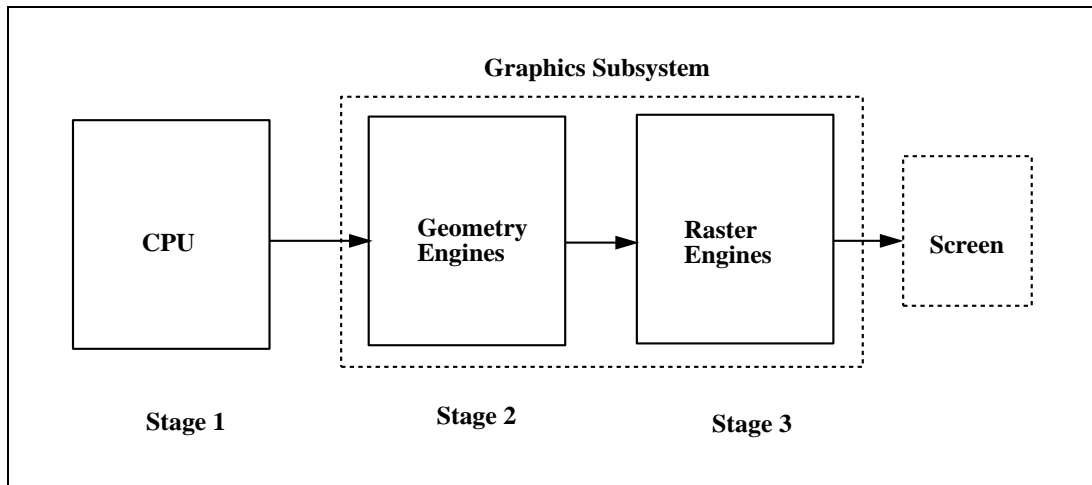 Graphics Subsystem
CPU
Geometry
Engines
Raster
Engines
Screen
Stage 1
Stage 2
Stage 3